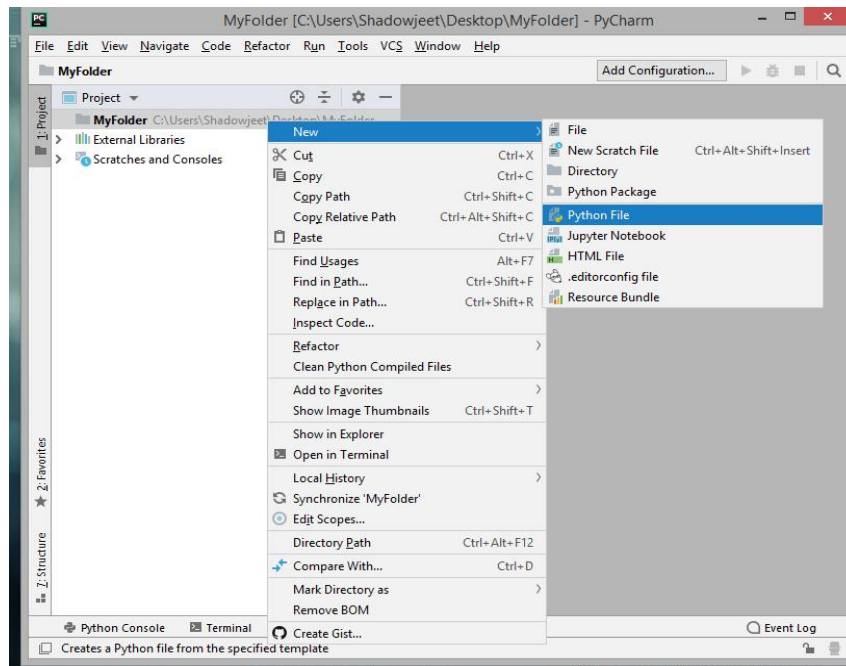 PC
MyFolder [C:\Users\Shadowjeet\Desktop\MyFolder] - PyCharm
File Edit View Navigate Code Refactor Run Tools VCS Window Help
MyFolder
Add Configuration...
1: Project
Project
MyFolder C:\Users\Shadowjeet\Desktop\MyFolder
External Libraries
Scratches and Consoles
New
Cut Ctrl+X
Copy Ctrl+C
Copy Path Ctrl+Shift+C
Copy Relative Path Ctrl+Alt+Shift+C
Paste Ctrl+V
Find Usages Alt+F7
Find in Path... Ctrl+Shift+F
Replace in Path... Ctrl+Shift+R
Inspect Code...
Refactor
Clean Python Compiled Files
Add to Favorites
Show Image Thumbnails Ctrl+Shift+T
Show in Explorer
Open in Terminal
Local History
Synchronize 'MyFolder'
Edit Scopes...
Directory Path Ctrl+Alt+F12
Compare With... Ctrl+D
Mark Directory as
Remove BOM
Create Gist...
File
New Scratch File Ctrl+Alt+Shift+Insert
Directory
Python Package
Python File
Jupyter Notebook
HTML File
.editorconfig file
Resource Bundle
2: Favorites
7: Structure
Python Console Terminal
Event Log
Creates a Python file from the specified template